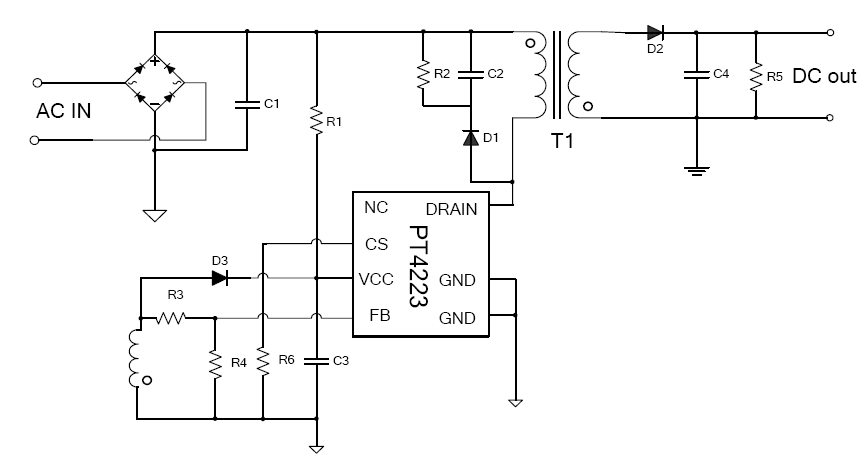 D2
R2
C2
C4
R5
DC out
AC IN
C1
R1
D1
T1
NC
DRAIN
CS
PT4223
D3
VCC
GND
R3
FB
GND
R4
R6
C3